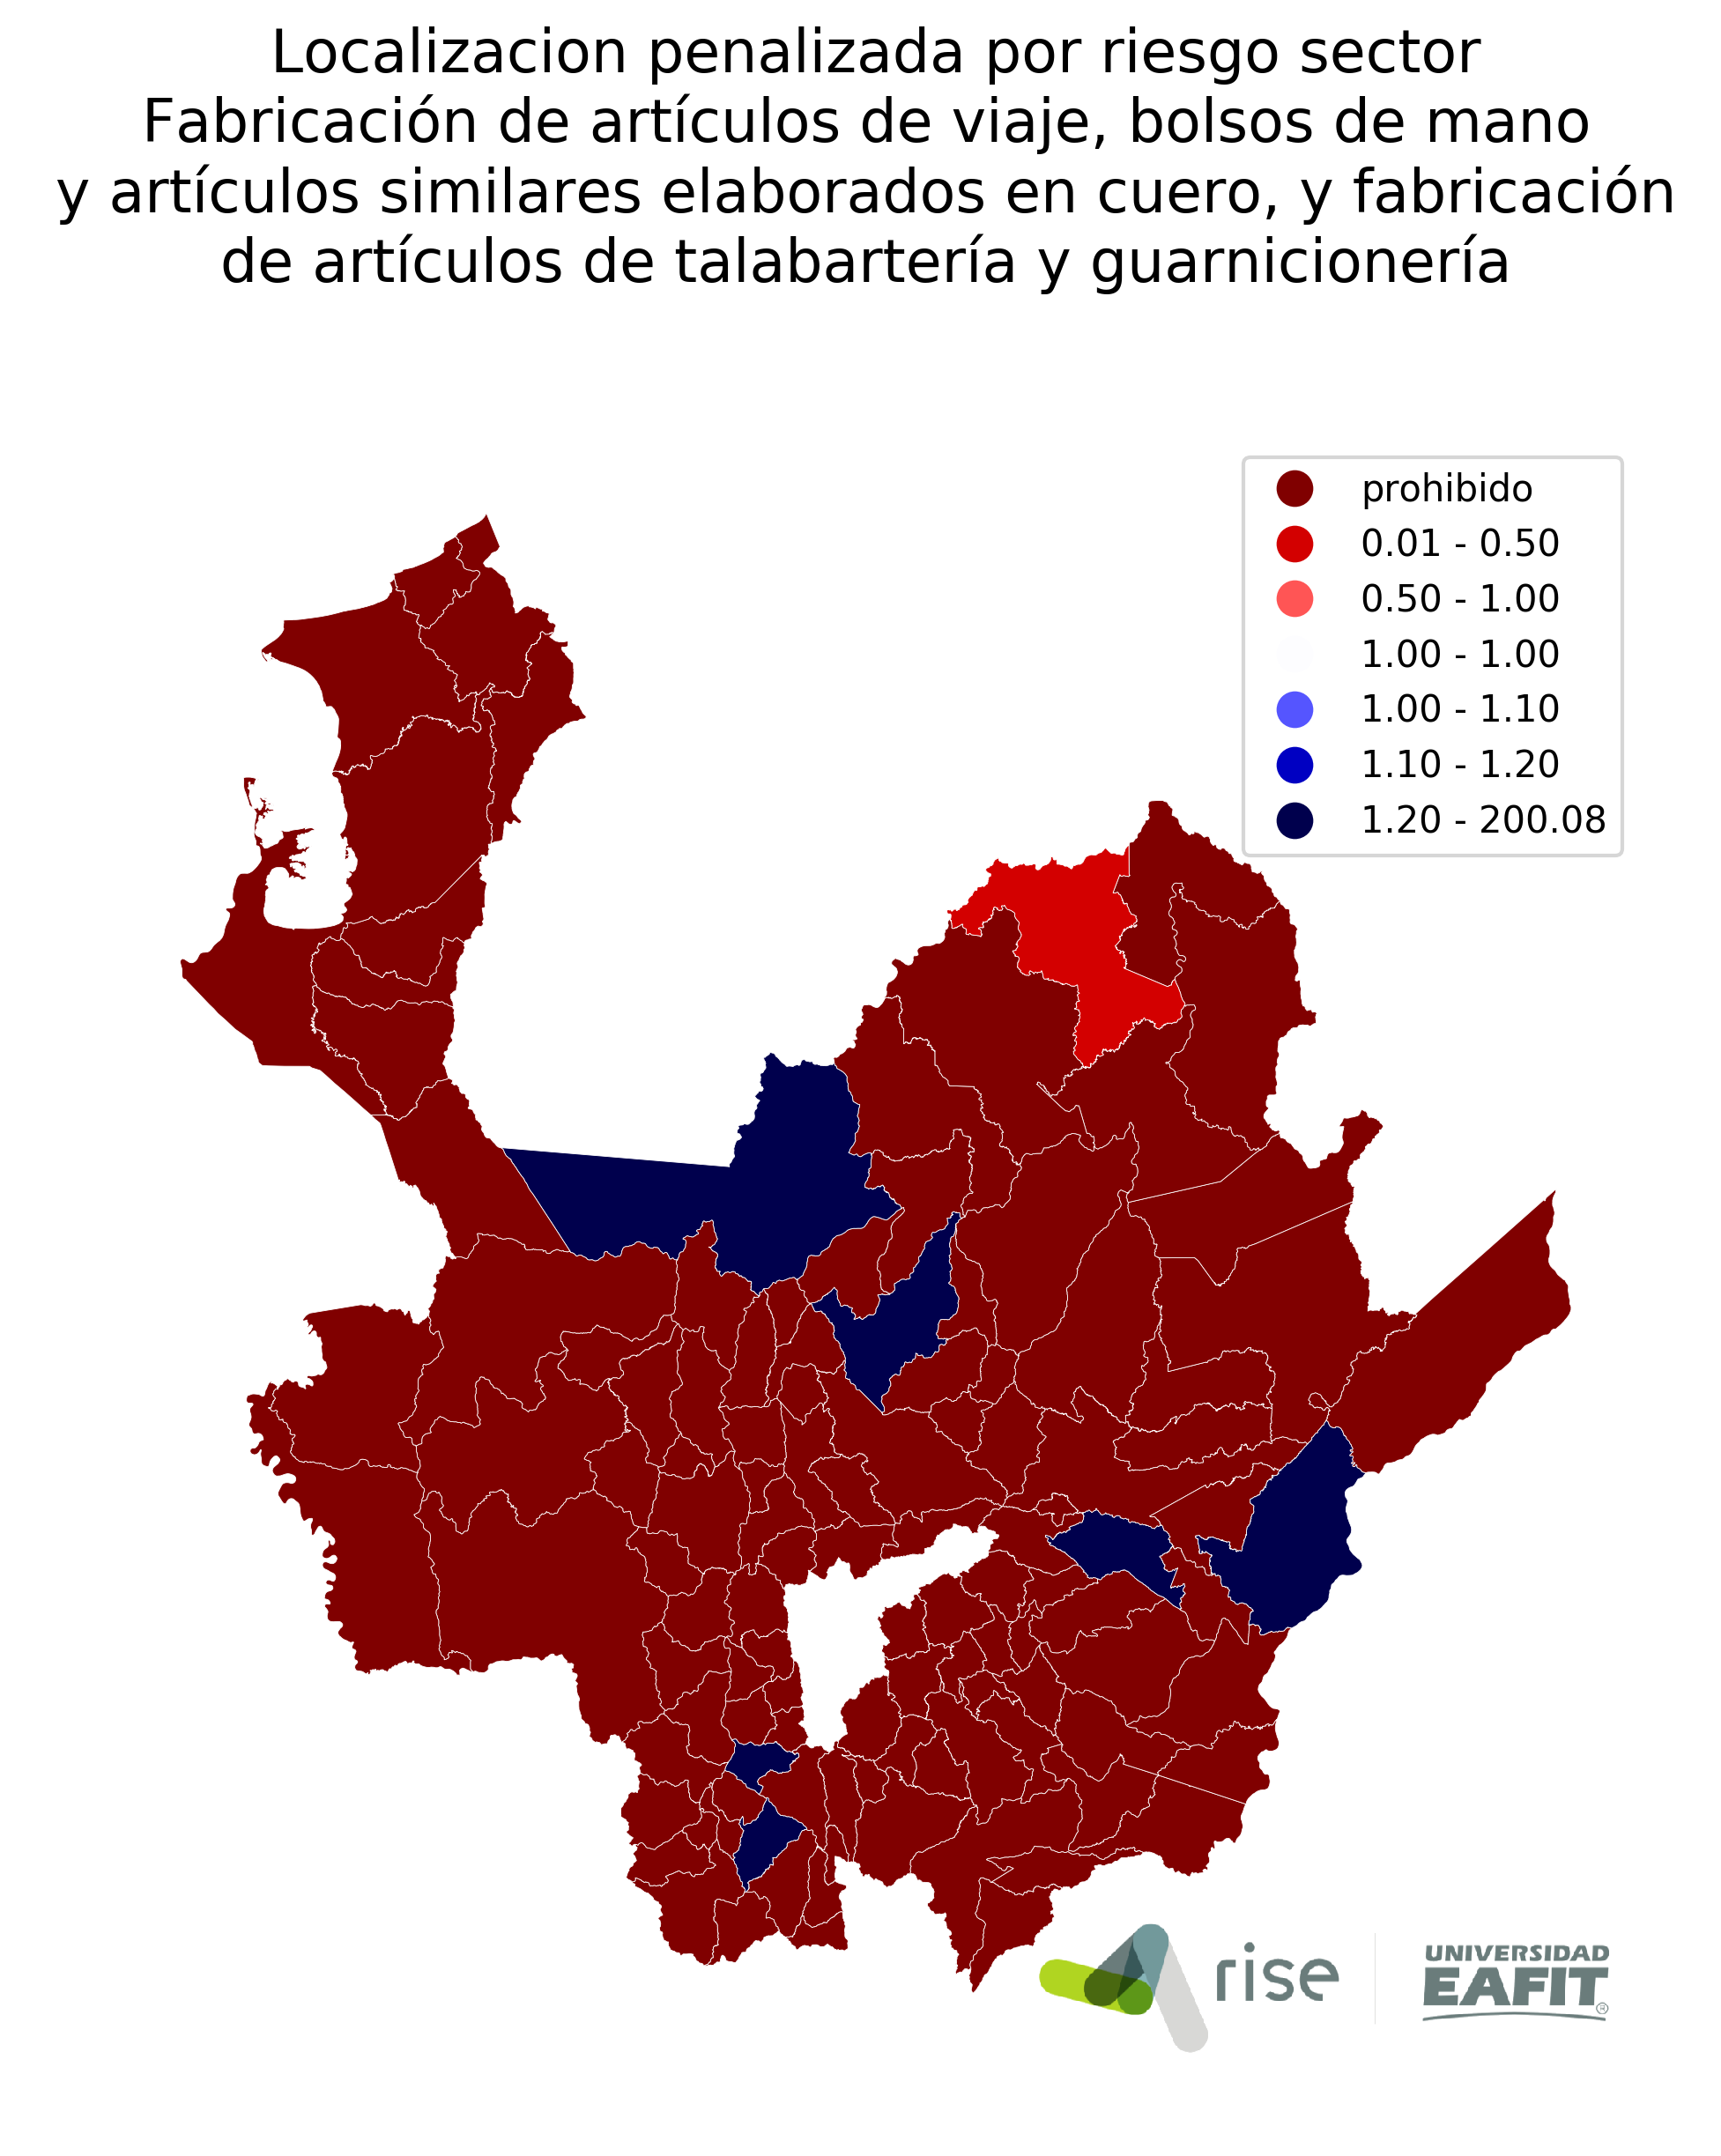 Localizacion penalizada por riesgo sector
Fabricación de artículos de viaje, bolsos de mano
y artículos similares elaborados en cuero, y fabricación
de artículos de talabartería y guarnicionería
prohibido
0.01 - 0.50
0.50 - 1.00
1.00 - 1.00
1.00 - 1.10
1.10 - 1.20
1.20 - 200.08
rise
UNIVERSIDAD
EAFIT®